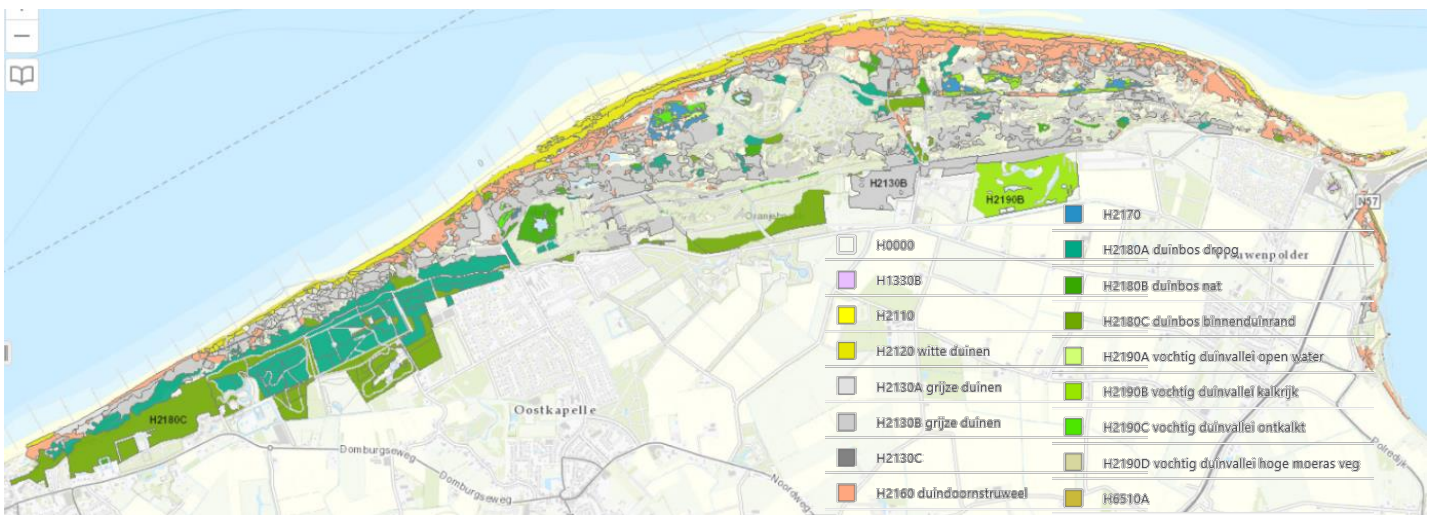 −
H2130B
H2190B
Oranjezon
N57
Vrouwenpolder
H2180C
Oostkapelle
Domburgseweg
Domburgseweg
Noordweg
Polredijk
H0000
H1330B
H2110
H2120 witte duinen
H2130A grijze duinen
H2130B grijze duinen
H2130C
H2160 duindoornstruweel
H2170
H2180A duinbos droog
H2180B duinbos nat
H2180C duinbos binnenduinrand
H2190A vochtig duinvallei open water
H2190B vochtig duinvallei kalkrijk
H2190C vochtig duinvallei ontkalkt
H2190D vochtig duinvallei hoge moeras veg
H6510A